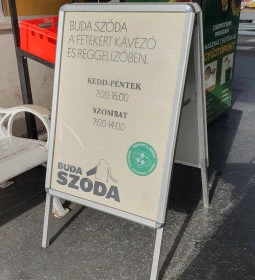 BUDA SZÓDA
A FEKETEKERT KÁVÉZÓ
ÉS REGGELIZŐBEN.
KEDD-PÉNTEK
7:00-16:00
SZOMBAT
7:00-14:00
BUDA
SZÓDA